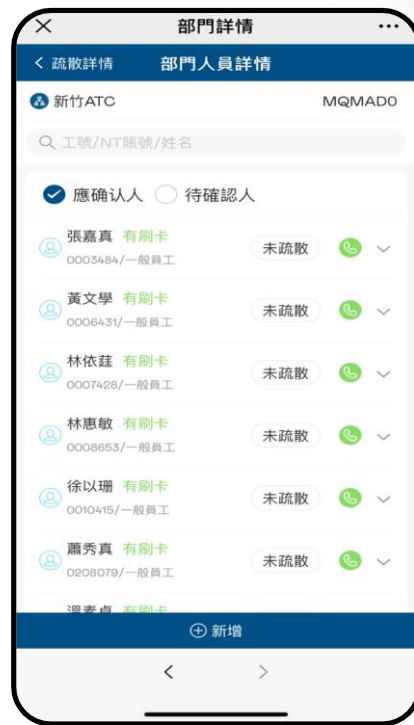 部門詳情
疏散詳情 部門人員詳情
新竹ATC MQMAD0
工號/NT賬號/姓名
應确认人 待確認人
張嘉真 有刷卡
0003484/一般員工
未疏散
黃文學 有刷卡
0006431/一般員工
未疏散
林依莛 有刷卡
0007428/一般員工
未疏散
林惠敏 有刷卡
0008653/一般員工
未疏散
徐以珊 有刷卡
0010415/一般員工
未疏散
蕭秀真 有刷卡
0208079/一般員工
未疏散
溫素貞 有刷卡
新增